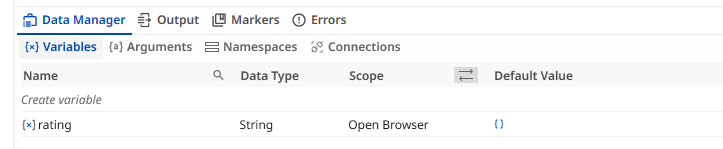 Data Manager Output Markers Errors
{x} Variables {a} Arguments Namespaces Connections
Name Data Type Scope Default Value
Create variable
{x} rating String Open Browser {}